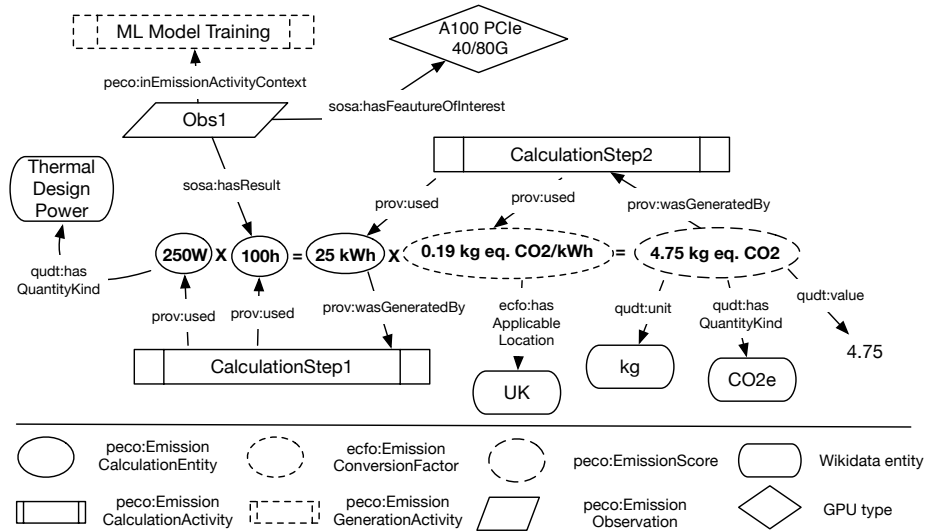 ML Model Training
A100 PCIe
40/80G
peco:inEmissionActivityContext
sosa:hasFeautureOfInterest
Obs1
CalculationStep2
Thermal
Design
Power
sosa:hasResult
prov:used
prov:used
prov:wasGeneratedBy
250W X 100h = 25 kWh X 0.19 kg eq. CO2/kWh = 4.75 kg eq. CO2
qudt:has
QuantityKind
prov:used
prov:used
prov:wasGeneratedBy
ecfo:has
Applicable
Location
qudt:unit
qudt:has
QuantityKind
qudt:value
4.75
CalculationStep1
UK
kg
CO2e
peco:Emission
CalculationEntity
ecfo:Emission
ConversionFactor
peco:EmissionScore
Wikidata entity
peco:Emission
CalculationActivity
peco:Emission
GenerationActivity
peco:Emission
Observation
GPU type